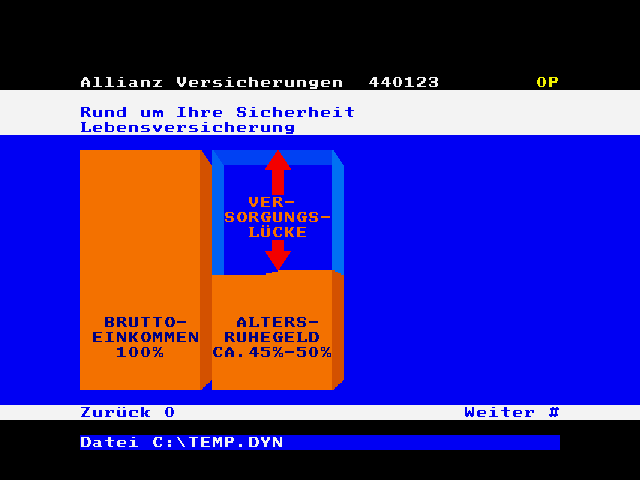 Allianz Versicherungen  440123        0P
Rund um Ihre Sicherheit
Lebensversicherung
VER-
SORGUNGS-
LÜCKE
BRUTTO-
EINKOMMEN
100%
ALTERS-
RUHEGELD
CA.45%-50%
Zurück 0                        Weiter #
Datei C:\TEMP.DYN